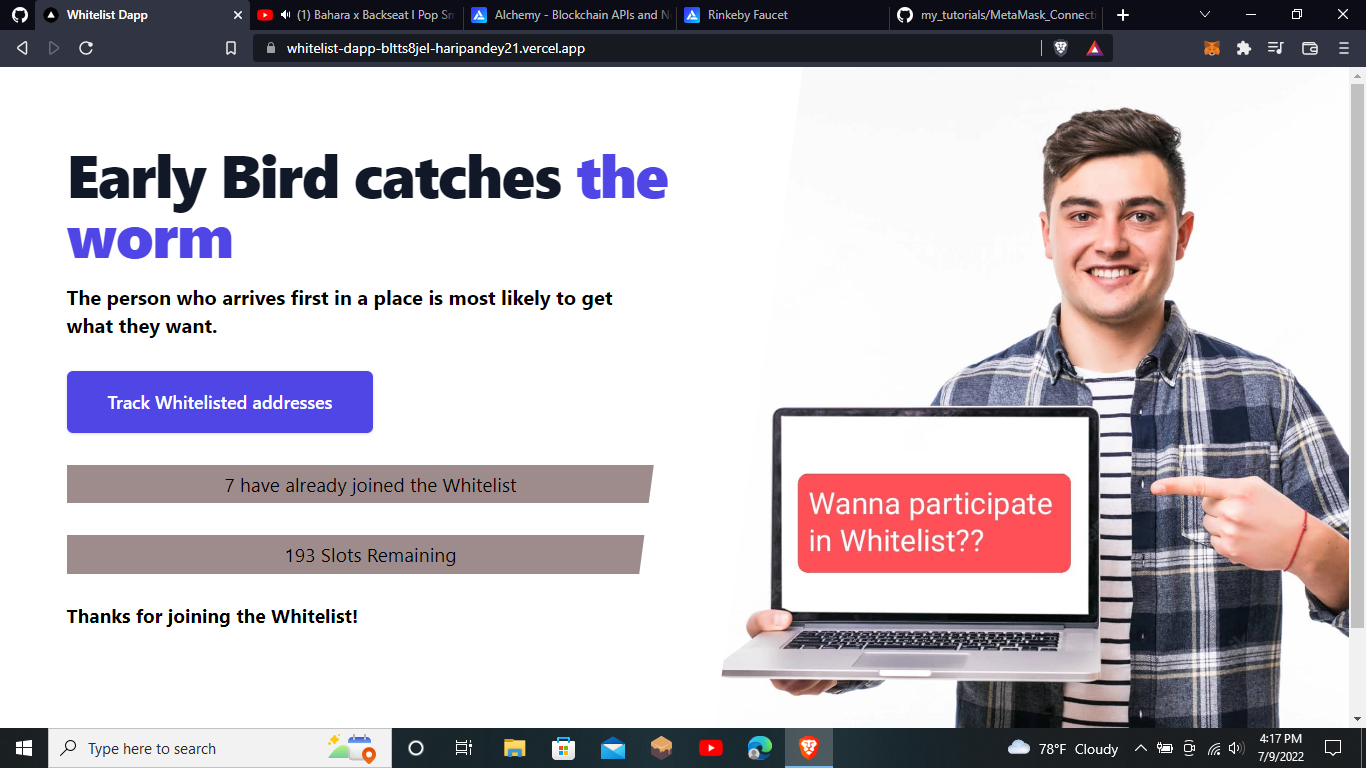 Whitelist Dapp
(1) Bahara x Backseat I Pop Sm
Alchemy - Blockchain APIs and N
Rinkeby Faucet
my_tutorials/MetaMask_Connecti
whitelist-dapp-bltts8jel-haripandey21.vercel.app
Early Bird catches the
worm
The person who arrives first in a place is most likely to get
what they want.
Track Whitelisted addresses
7 have already joined the Whitelist
193 Slots Remaining
Thanks for joining the Whitelist!
Wanna participate
in Whitelist??
Type here to search
78°F Cloudy
4:17 PM
7/9/2022